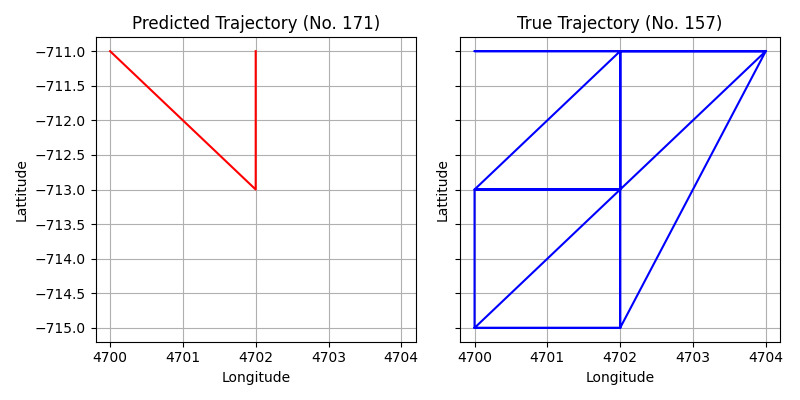 Predicted Trajectory (No. 171)
True Trajectory (No. 157)
−711.0
−711.5
−712.0
−712.5
−713.0
−713.5
−714.0
−714.5
−715.0
Lattitude
Lattitude
4700 4701 4702 4703 4704
4700 4701 4702 4703 4704
Longitude
Longitude